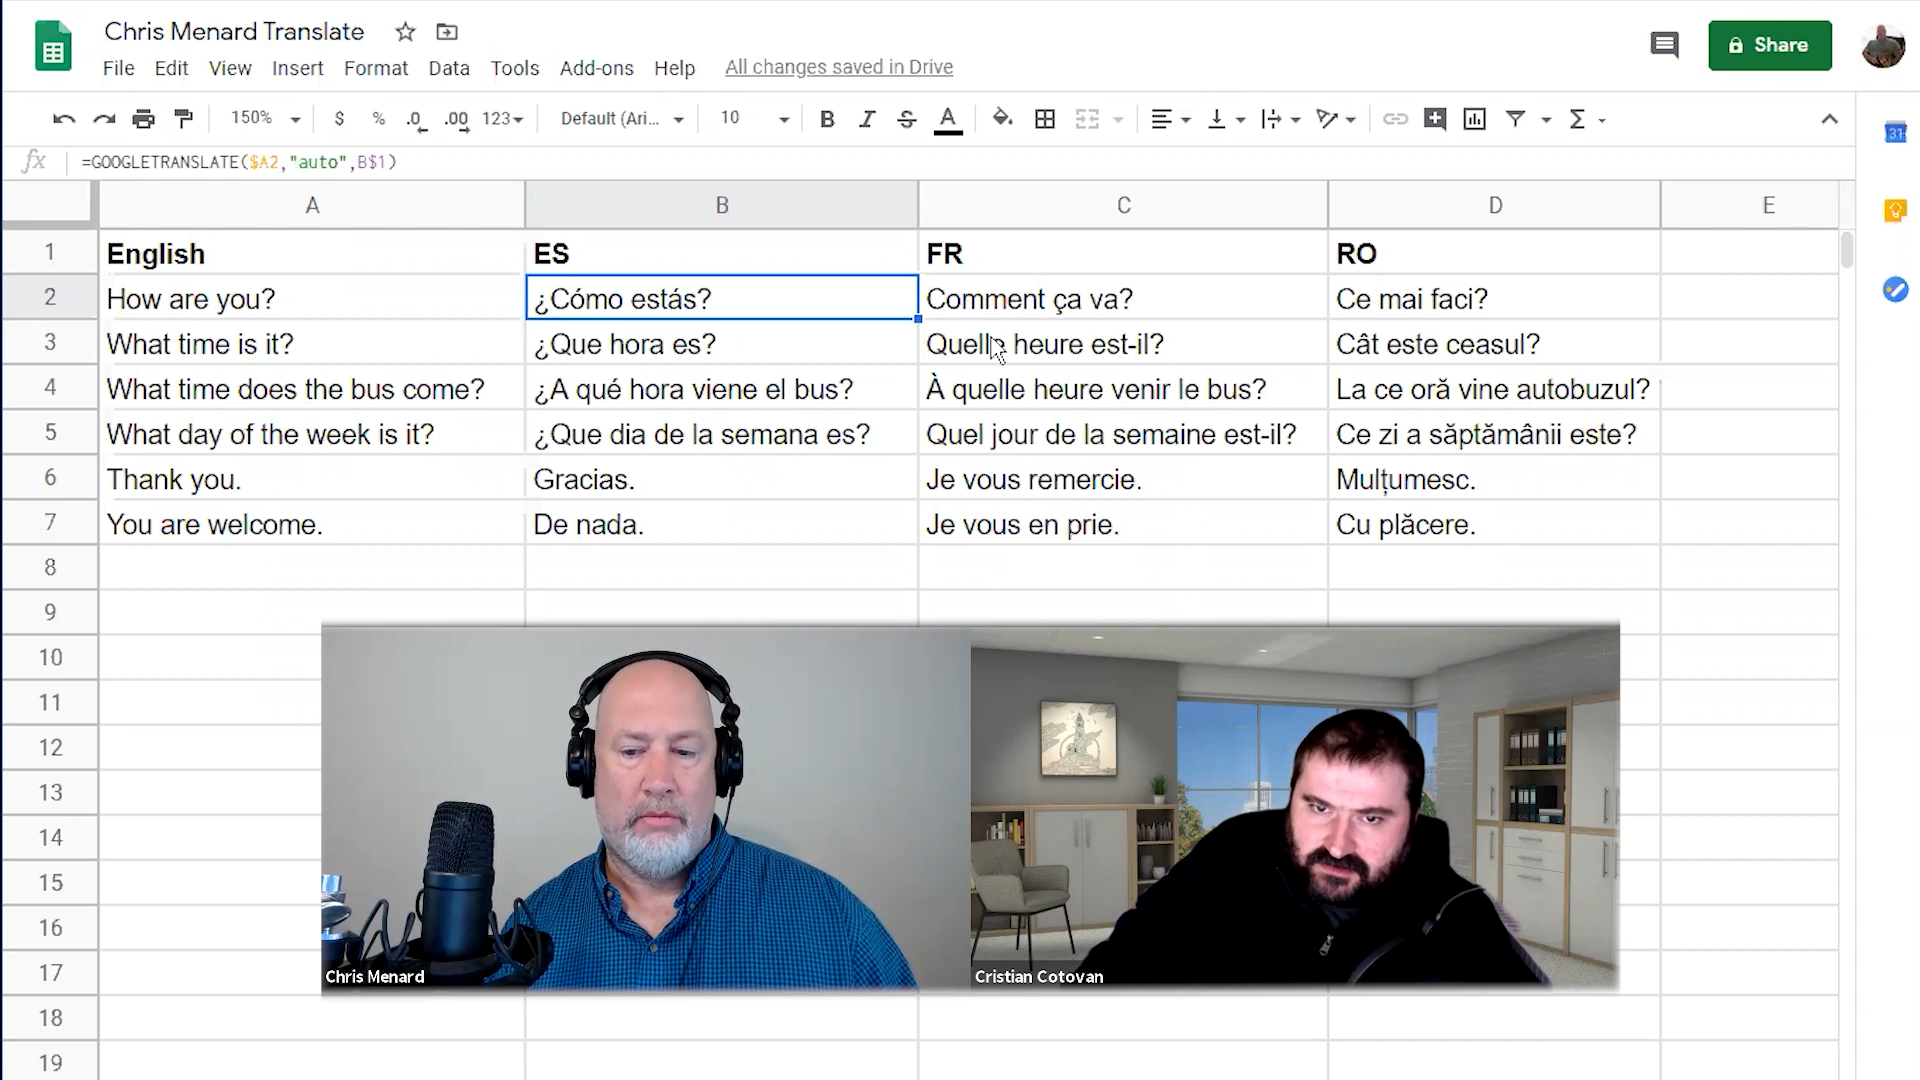 Chris Menard Translate
File Edit View Insert Format Data Tools Add-ons Help All changes saved in Drive
Share
150% $ % .0 .00 123 Default (Ari... 10 B I S A Σ
31
fx =GOOGLETRANSLATE($A2,"auto",B$1)
A B C D E
1 English ES FR RO
2 How are you? ¿Cómo estás? Comment ça va? Ce mai faci?
3 What time is it? ¿Que hora es? Quelle heure est-il? Cât este ceasul?
4 What time does the bus come? ¿A qué hora viene el bus? À quelle heure venir le bus? La ce oră vine autobuzul?
5 What day of the week is it? ¿Que dia de la semana es? Quel jour de la semaine est-il? Ce zi a săptămânii este?
6 Thank you. Gracias. Je vous remercie. Mulțumesc.
7 You are welcome. De nada. Je vous en prie. Cu plăcere.
8
9
10
11
12
13
14
15
16
17
18
19
Chris Menard
Cristian Cotovan